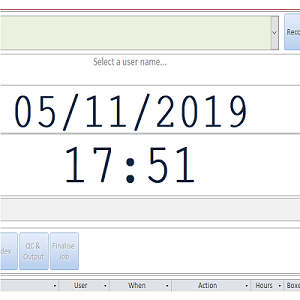 Reco
Select a user name...
05/11/2019
17:51
dex
QC &
Output
Finalise
Job
User When Action Hours Boxe